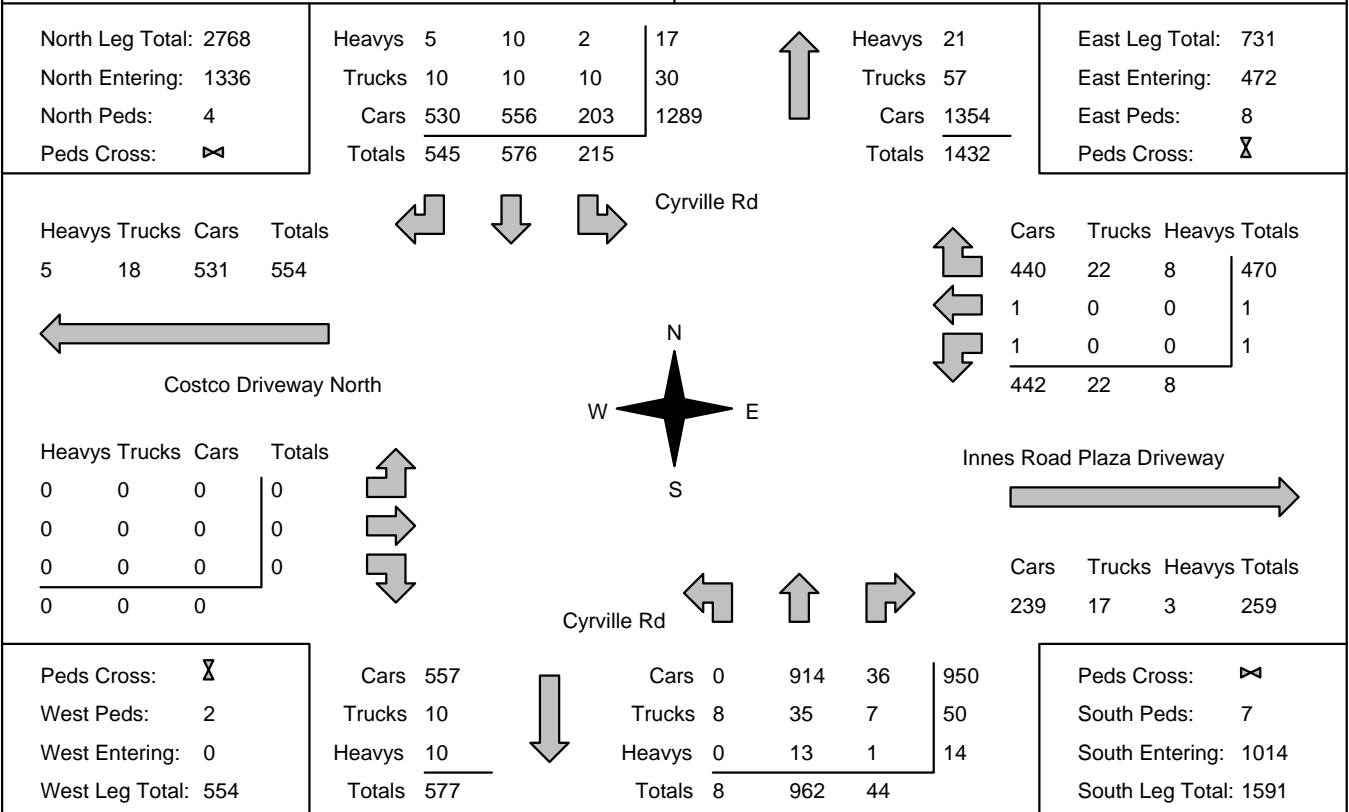 North Leg Total: 2768
North Entering: 1336
North Peds: 4
Peds Cross:
Heavys 5 10 2 17
Trucks 10 10 10 30
Cars 530 556 203 1289
Totals 545 576 215
Heavys 21
Trucks 57
Cars 1354
Totals 1432
East Leg Total: 731
East Entering: 472
East Peds: 8
Peds Cross:
Cyrville Rd
Heavys Trucks Cars Totals
5 18 531 554
Costco Driveway North
Cars Trucks Heavys Totals
440 22 8 470
1 0 0 1
1 0 0 1
442 22 8
N
W E
S
Heavys Trucks Cars Totals
0 0 0 0
0 0 0 0
0 0 0 0
0 0 0
Innes Road Plaza Driveway
Cars Trucks Heavys Totals
239 17 3 259
Cyrville Rd
Peds Cross:
West Peds: 2
West Entering: 0
West Leg Total: 554
Cars 557
Trucks 10
Heavys 10
Totals 577
Cars 0 914 36 950
Trucks 8 35 7 50
Heavys 0 13 1 14
Totals 8 962 44
Peds Cross:
South Peds: 7
South Entering: 1014
South Leg Total: 1591